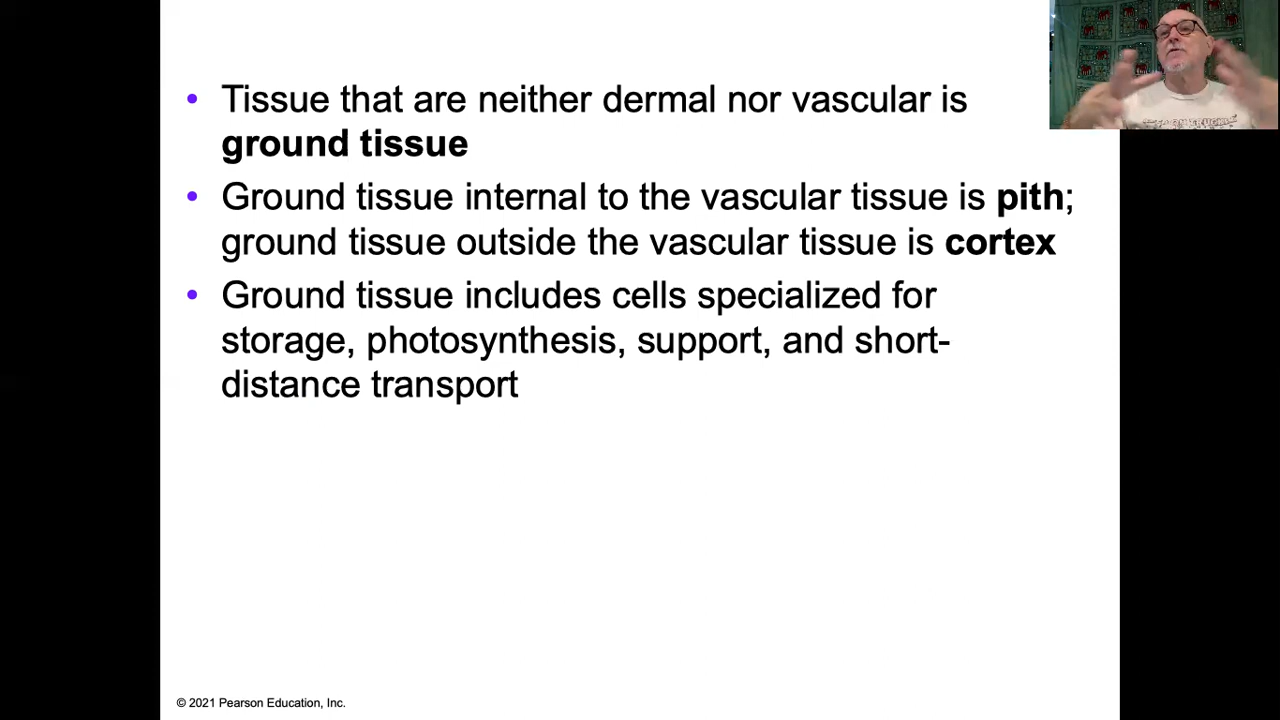 • Tissue that are neither dermal nor vascular is
ground tissue
• Ground tissue internal to the vascular tissue is pith;
ground tissue outside the vascular tissue is cortex
• Ground tissue includes cells specialized for
storage, photosynthesis, support, and short-
distance transport
© 2021 Pearson Education, Inc.